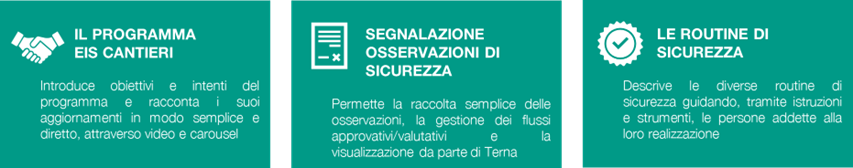 IL PROGRAMMA
EIS CANTIERI
Introduce obiettivi e intenti del
programma e racconta i suoi
aggiornamenti in modo semplice e
diretto, attraverso video e carousel
SEGNALAZIONE
OSSERVAZIONI DI
SICUREZZA
Permette la raccolta semplice delle
osservazioni, la gestione dei flussi
approvativi/valutativi e la
visualizzazione da parte di Terna
LE ROUTINE DI
SICUREZZA
Descrive le diverse routine di
sicurezza guidando, tramite istruzioni
e strumenti, le persone addette alla
loro realizzazione